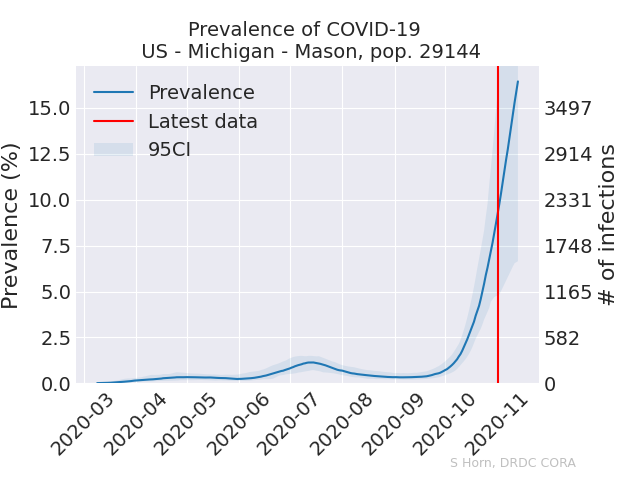 Prevalence of COVID-19
US - Michigan - Mason, pop. 29144
Prevalence
Latest data
95CI
Prevalence (%)
15.0
12.5
10.0
7.5
5.0
2.5
0.0
3497
2914
2331
1748
1165
582
0
# of infections
2020-03
2020-04
2020-05
2020-06
2020-07
2020-08
2020-09
2020-10
2020-11
S Horn, DRDC CORA